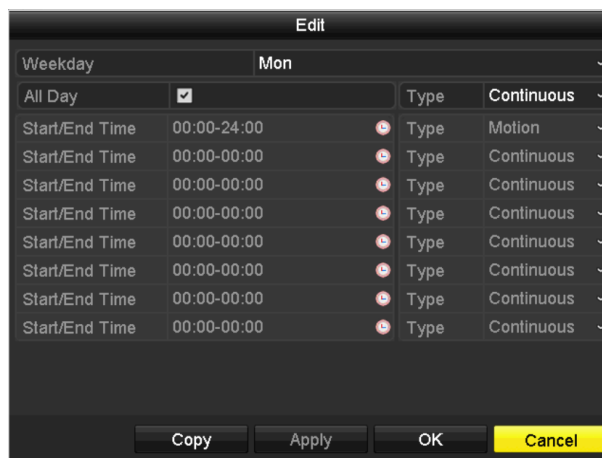 Edit
Weekday Mon
All Day Type Continuous
Start/End Time 00:00-24:00 Type Motion
Start/End Time 00:00-00:00 Type Continuous
Start/End Time 00:00-00:00 Type Continuous
Start/End Time 00:00-00:00 Type Continuous
Start/End Time 00:00-00:00 Type Continuous
Start/End Time 00:00-00:00 Type Continuous
Start/End Time 00:00-00:00 Type Continuous
Start/End Time 00:00-00:00 Type Continuous
Copy Apply OK Cancel